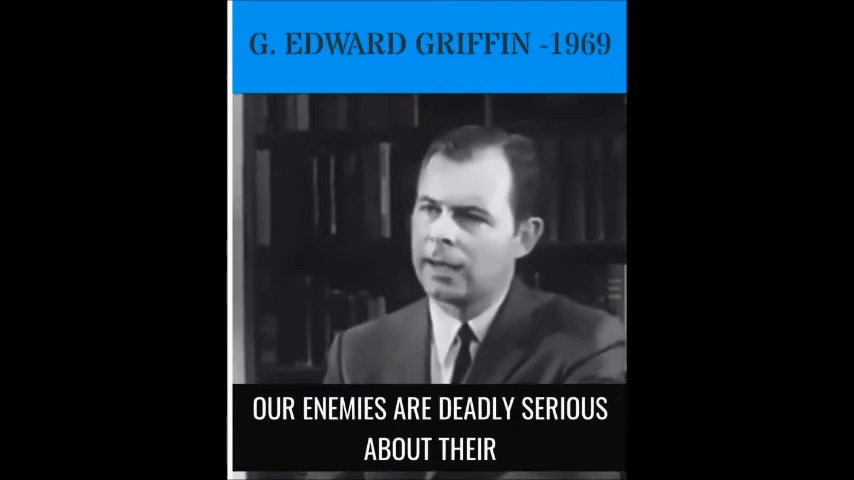 G. EDWARD GRIFFIN -1969
OUR ENEMIES ARE DEADLY SERIOUS
ABOUT THEIR